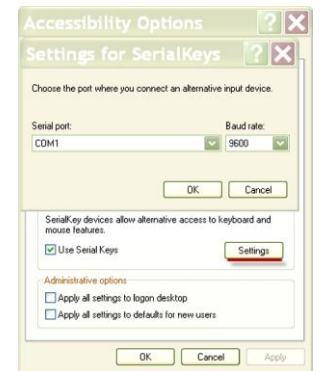 Accessibility Options
Settings for SerialKeys
Choose the port where you connect an alternative input device.
Serial port:
Baud rate:
COM1
9600
OK
Cancel
SerialKey devices allow alternative access to keyboard and
mouse features.
Use Serial Keys
Settings
Administrative options
Apply all settings to logon desktop
Apply all settings to defaults for new users
OK
Cancel
Apply